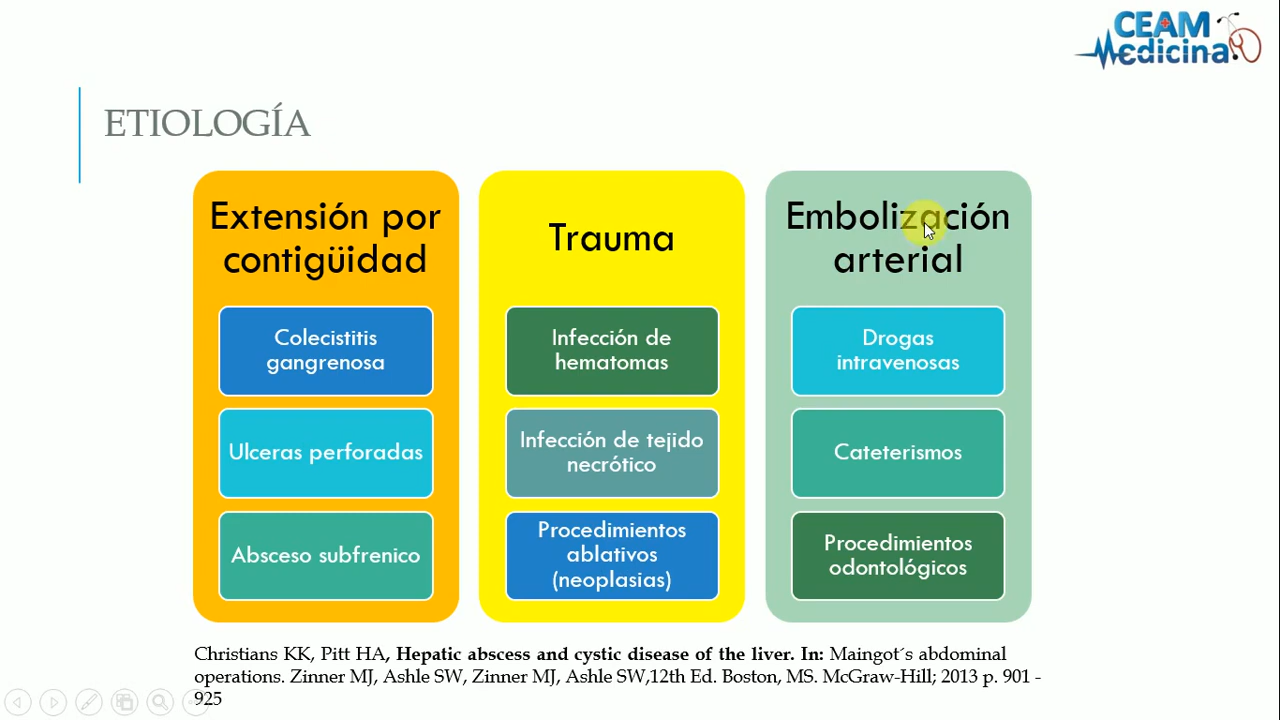 CEAM
Medicina
ETIOLOGÍA
Extensión por
contigüidad
Colecistitis
gangrenosa
Ulceras perforadas
Absceso subfrenico
Trauma
Infección de
hematomas
Infección de tejido
necrótico
Procedimientos
ablativos
(neoplasias)
Embolización
arterial
Drogas
intravenosas
Cateterismos
Procedimientos
odontológicos
Christians KK, Pitt HA, Hepatic abscess and cystic disease of the liver. In: Maingot´s abdominal
operations. Zinner MJ, Ashle SW, Zinner MJ, Ashle SW,12th Ed. Boston, MS. McGraw-Hill; 2013 p. 901 -
925